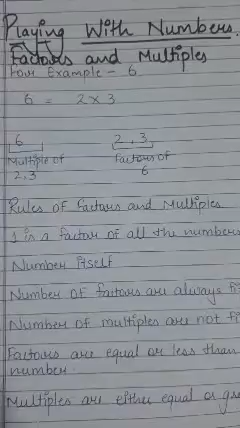 Playing With Numbers.
Factors and Multiples
For Example - 6
6 = 2 x 3
6 2, 3
Multiple of Factors of
2,3 6
Rules of Factors and Multiples
1 is a factor of all the numbers
Number itself
Number of factors are always
Number of multiples are not
Factors are equal or less than
number.
Multiples are either equal or